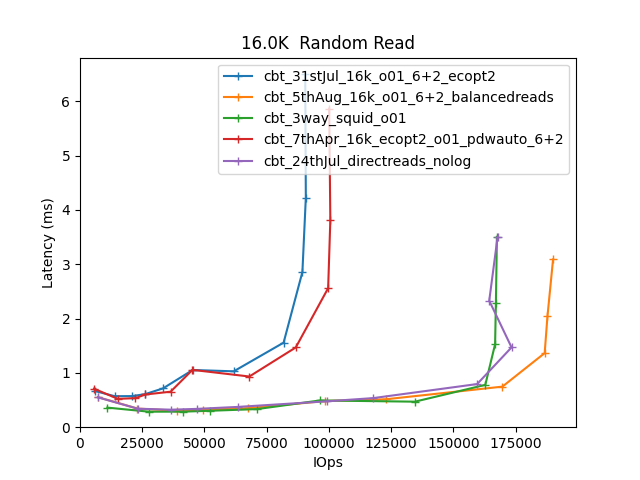 16.0K  Random Read
cbt_31stJul_16k_o01_6+2_ecopt2
cbt_5thAug_16k_o01_6+2_balancedreads
cbt_3way_squid_o01
cbt_7thApr_16k_ecopt2_o01_pdwauto_6+2
cbt_24thJul_directreads_nolog
Latency (ms)
6
5
4
3
2
1
0
0 25000 50000 75000 100000 125000 150000 175000
IOps